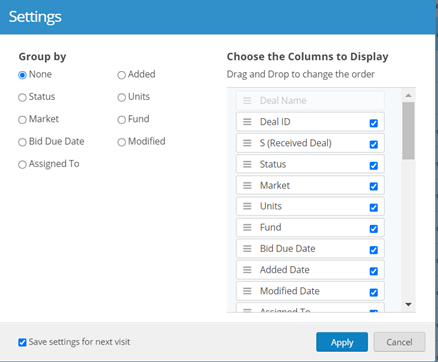 Settings
Group by
None
Added
Status
Units
Market
Fund
Bid Due Date
Modified
Assigned To
Choose the Columns to Display
Drag and Drop to change the order
Deal Name
Deal ID
S (Received Deal)
Status
Market
Units
Fund
Bid Due Date
Added Date
Modified Date
Assigned To
Save settings for next visit
Apply
Cancel